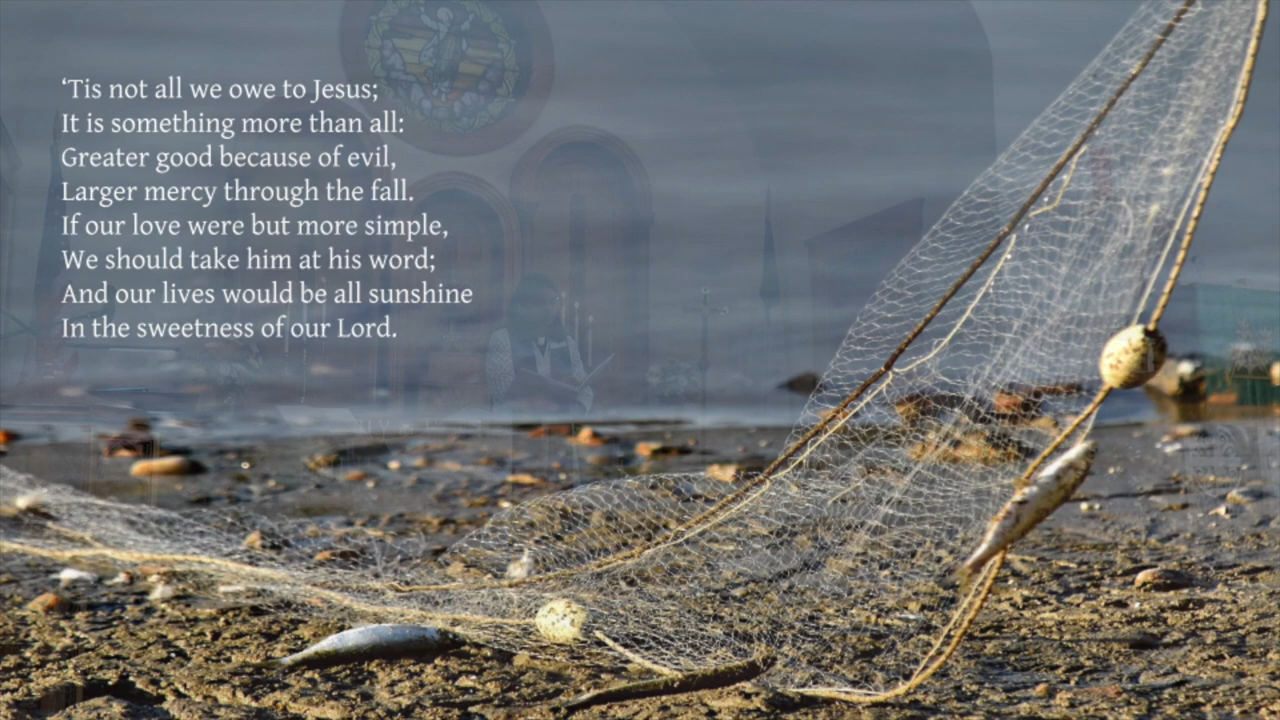 ‘Tis not all we owe to Jesus;
It is something more than all:
Greater good because of evil,
Larger mercy through the fall.
If our love were but more simple,
We should take him at his word;
And our lives would be all sunshine
In the sweetness of our Lord.